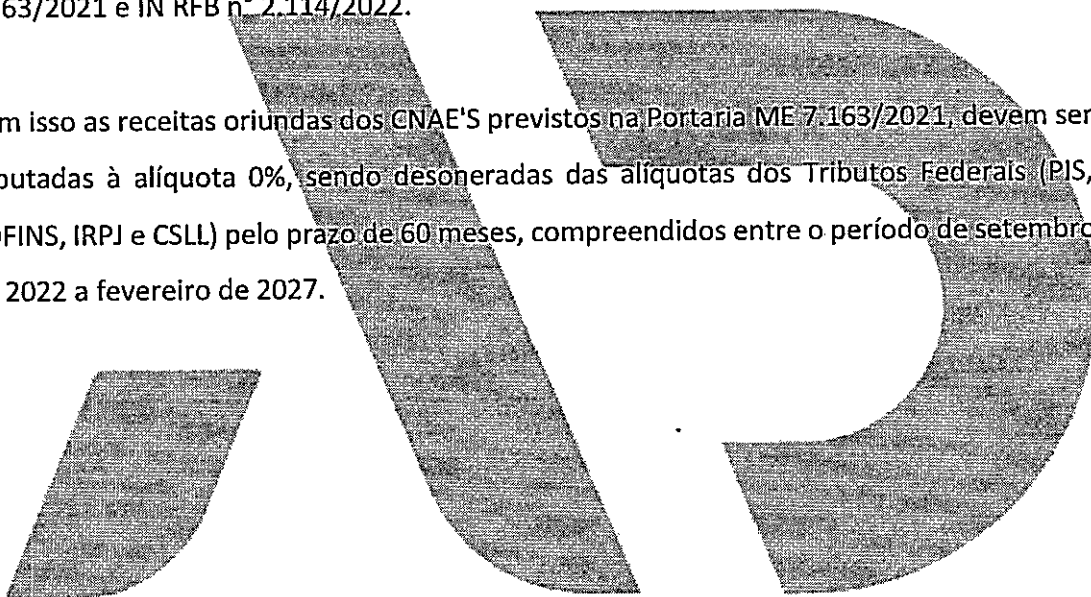 63/2021 e IN RFB nº 2.114/2022.
m isso as receitas oriundas dos CNAE'S previstos na Portaria ME 7.163/2021, devem ser
outadas à alíquota 0%, sendo desoneradas das alíquotas dos Tributos Federais (PIS,
OFINS, IRPJ e CSLL) pelo prazo de 60 meses, compreendidos entre o período de setembro
2022 a fevereiro de 2027.